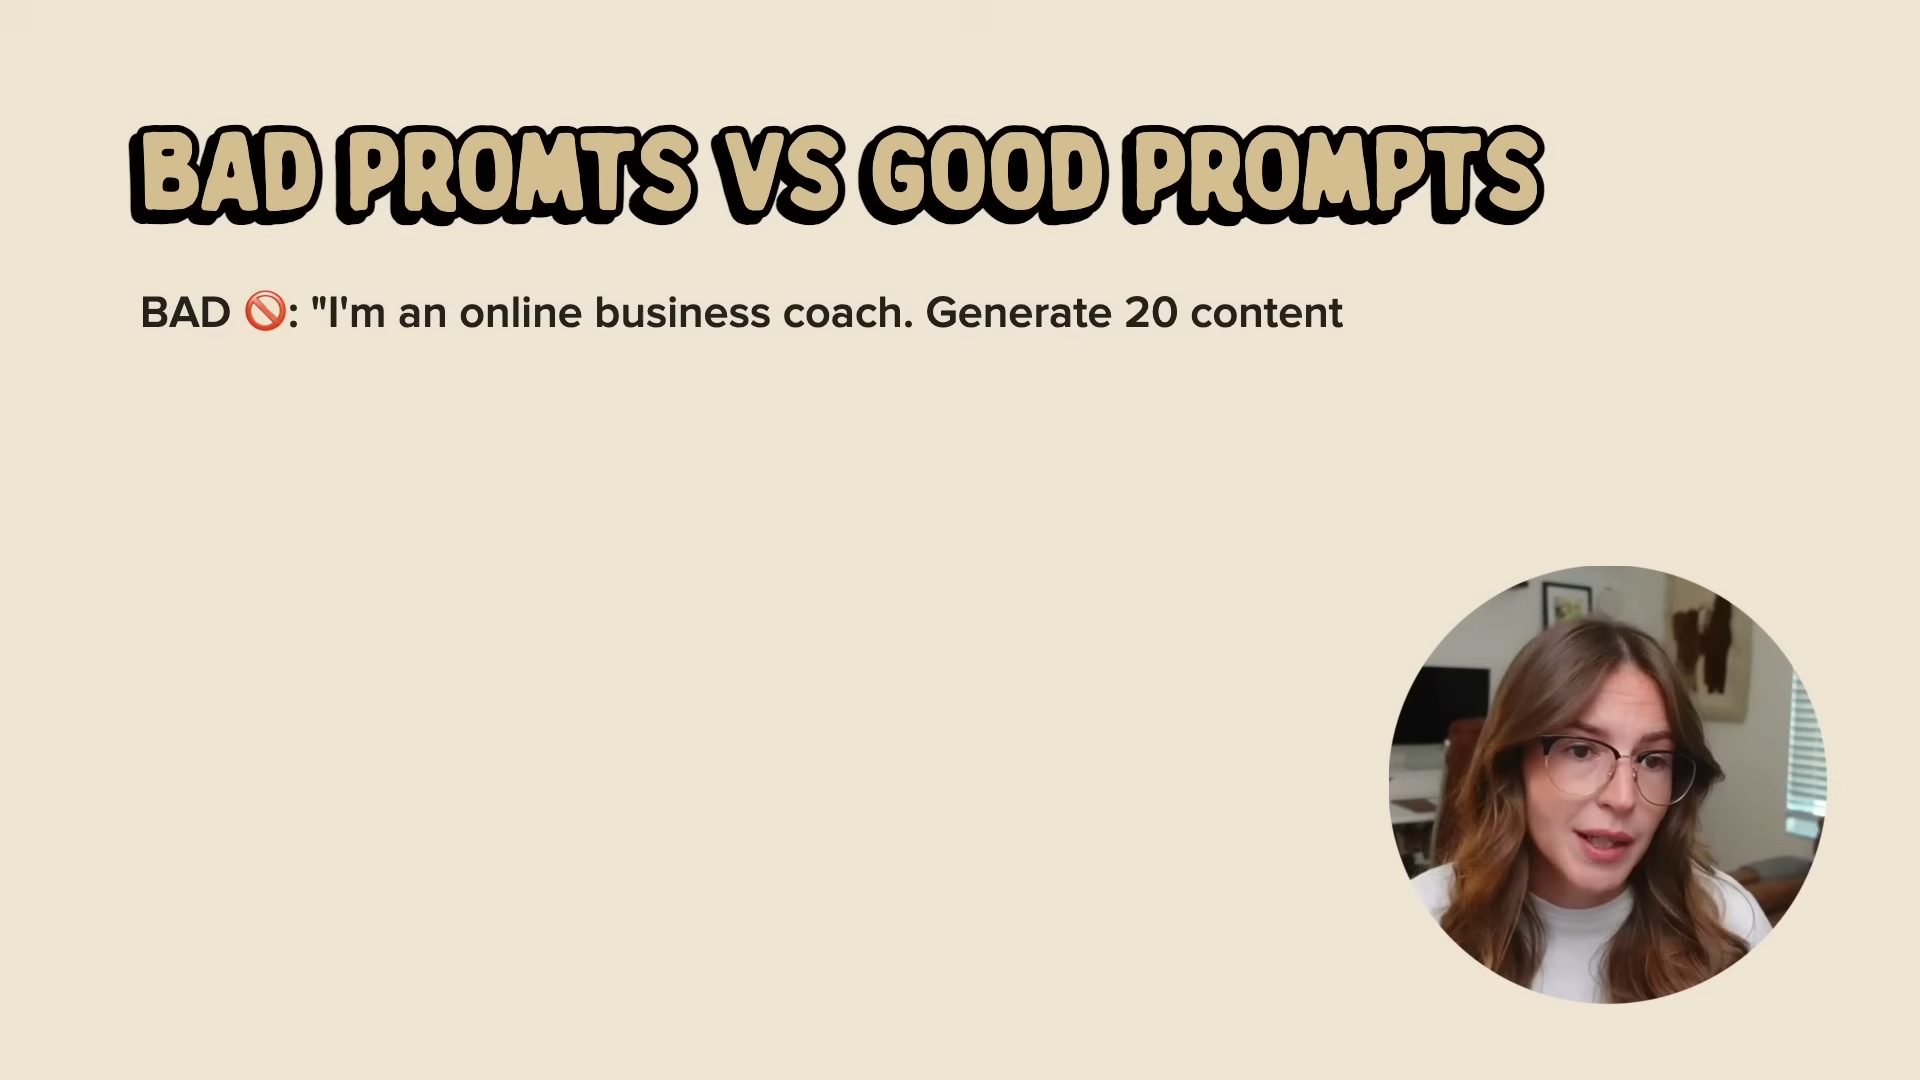 BAD PROMTS VS GOOD PROMPTS
BAD 🚫: "I'm an online business coach. Generate 20 content